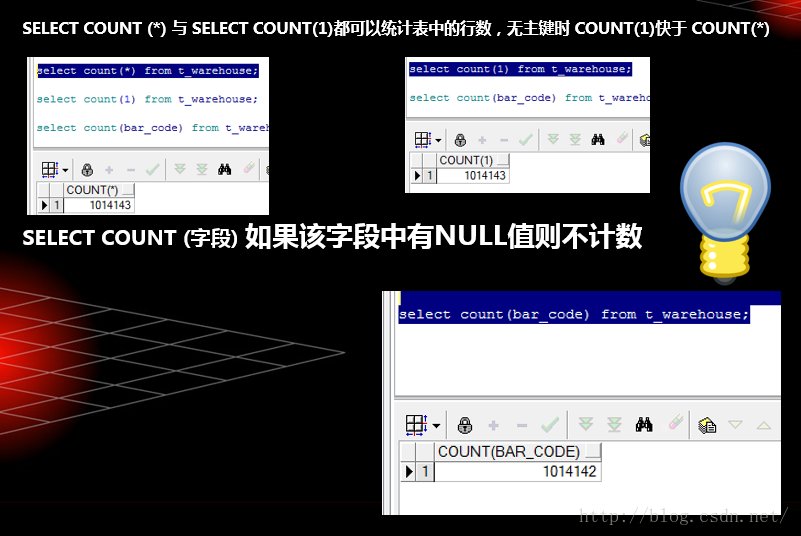 SELECT COUNT (*) 与 SELECT COUNT(1)都可以统计表中的行数，无主键时 COUNT(1)快于 COUNT(*)
select count(*) from t_warehouse;
select count(1) from t_warehouse;
select count(bar_code) from t_wareh
COUNT(*)
1 1014143
select count(1) from t_warehouse;
select count(bar_code) from t_wareho
COUNT(1)
1 1014143
SELECT COUNT (字段) 如果该字段中有NULL值则不计数
select count(bar_code) from t_warehouse;
COUNT(BAR_CODE)
1 1014142
http://blog.csdn.net/